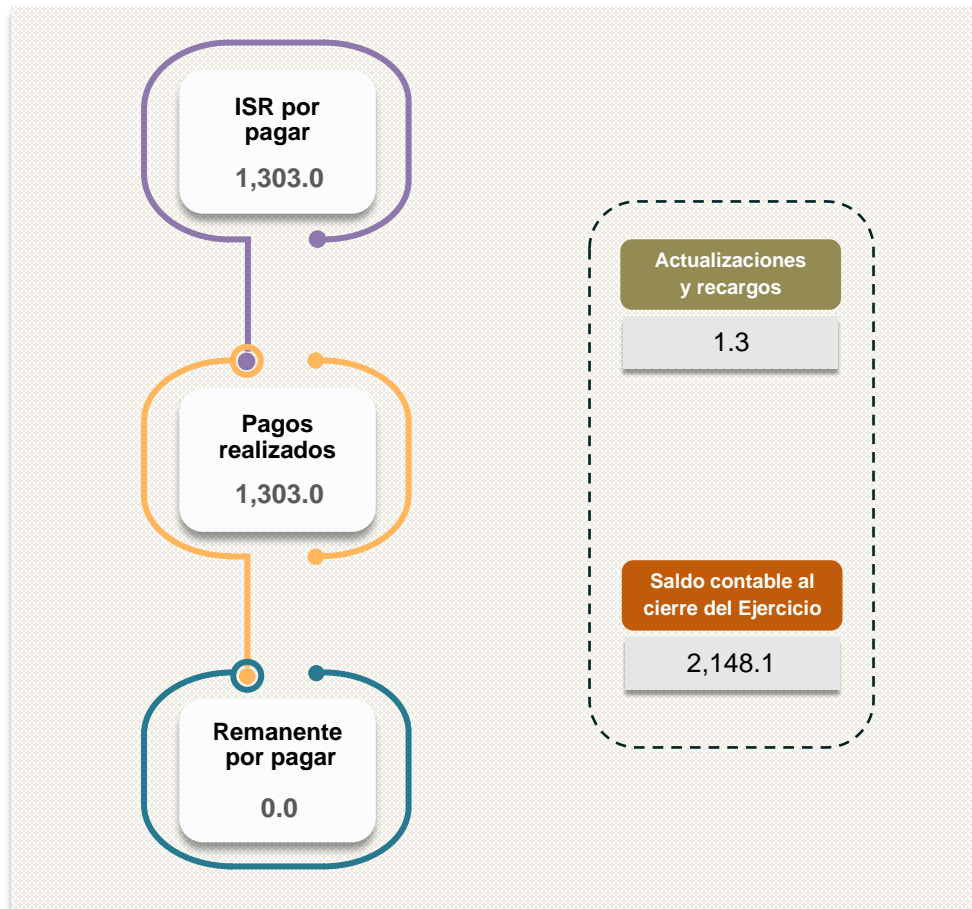 ISR por
pagar
1,303.0
Actualizaciones
y recargos
1.3
Pagos
realizados
1,303.0
Saldo contable al
cierre del Ejercicio
2,148.1
Remanente
por pagar
0.0